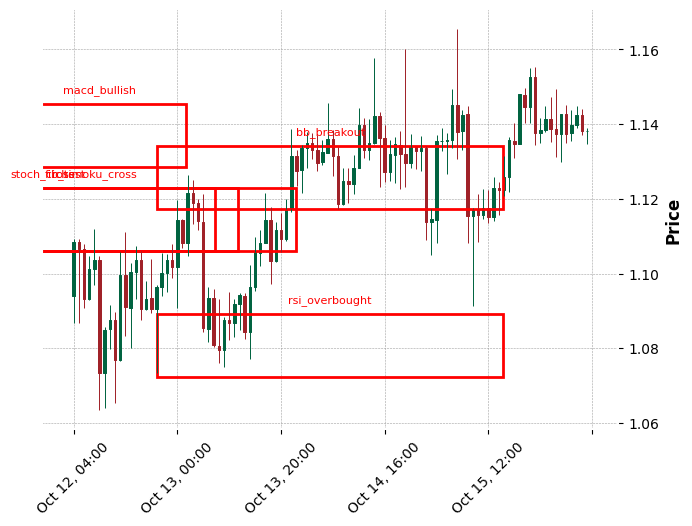 macd_bullish
bb_breakout
ichimoku_cross
rsi_overbought
1.16
1.14
1.12
1.10
1.08
1.06
Price
Oct 12, 04:00
Oct 13, 00:00
Oct 13, 20:00
Oct 14, 16:00
Oct 15, 12:00